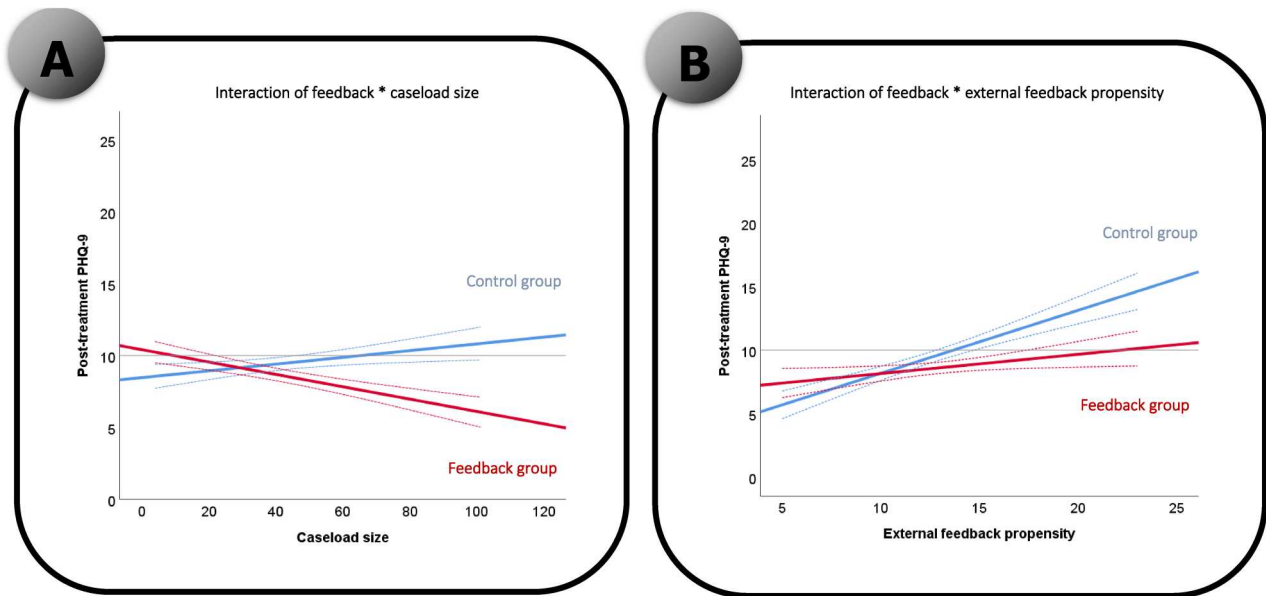 A
Interaction of feedback * caseload size
Post-treatment PHQ-9
25
20
15
10
5
0
Control group
Feedback group
0 20 40 60 80 100 120
Caseload size
B
Interaction of feedback * external feedback propensity
Post-treatment PHQ-9
25
20
15
10
5
0
Control group
Feedback group
5 10 15 20 25
External feedback propensity